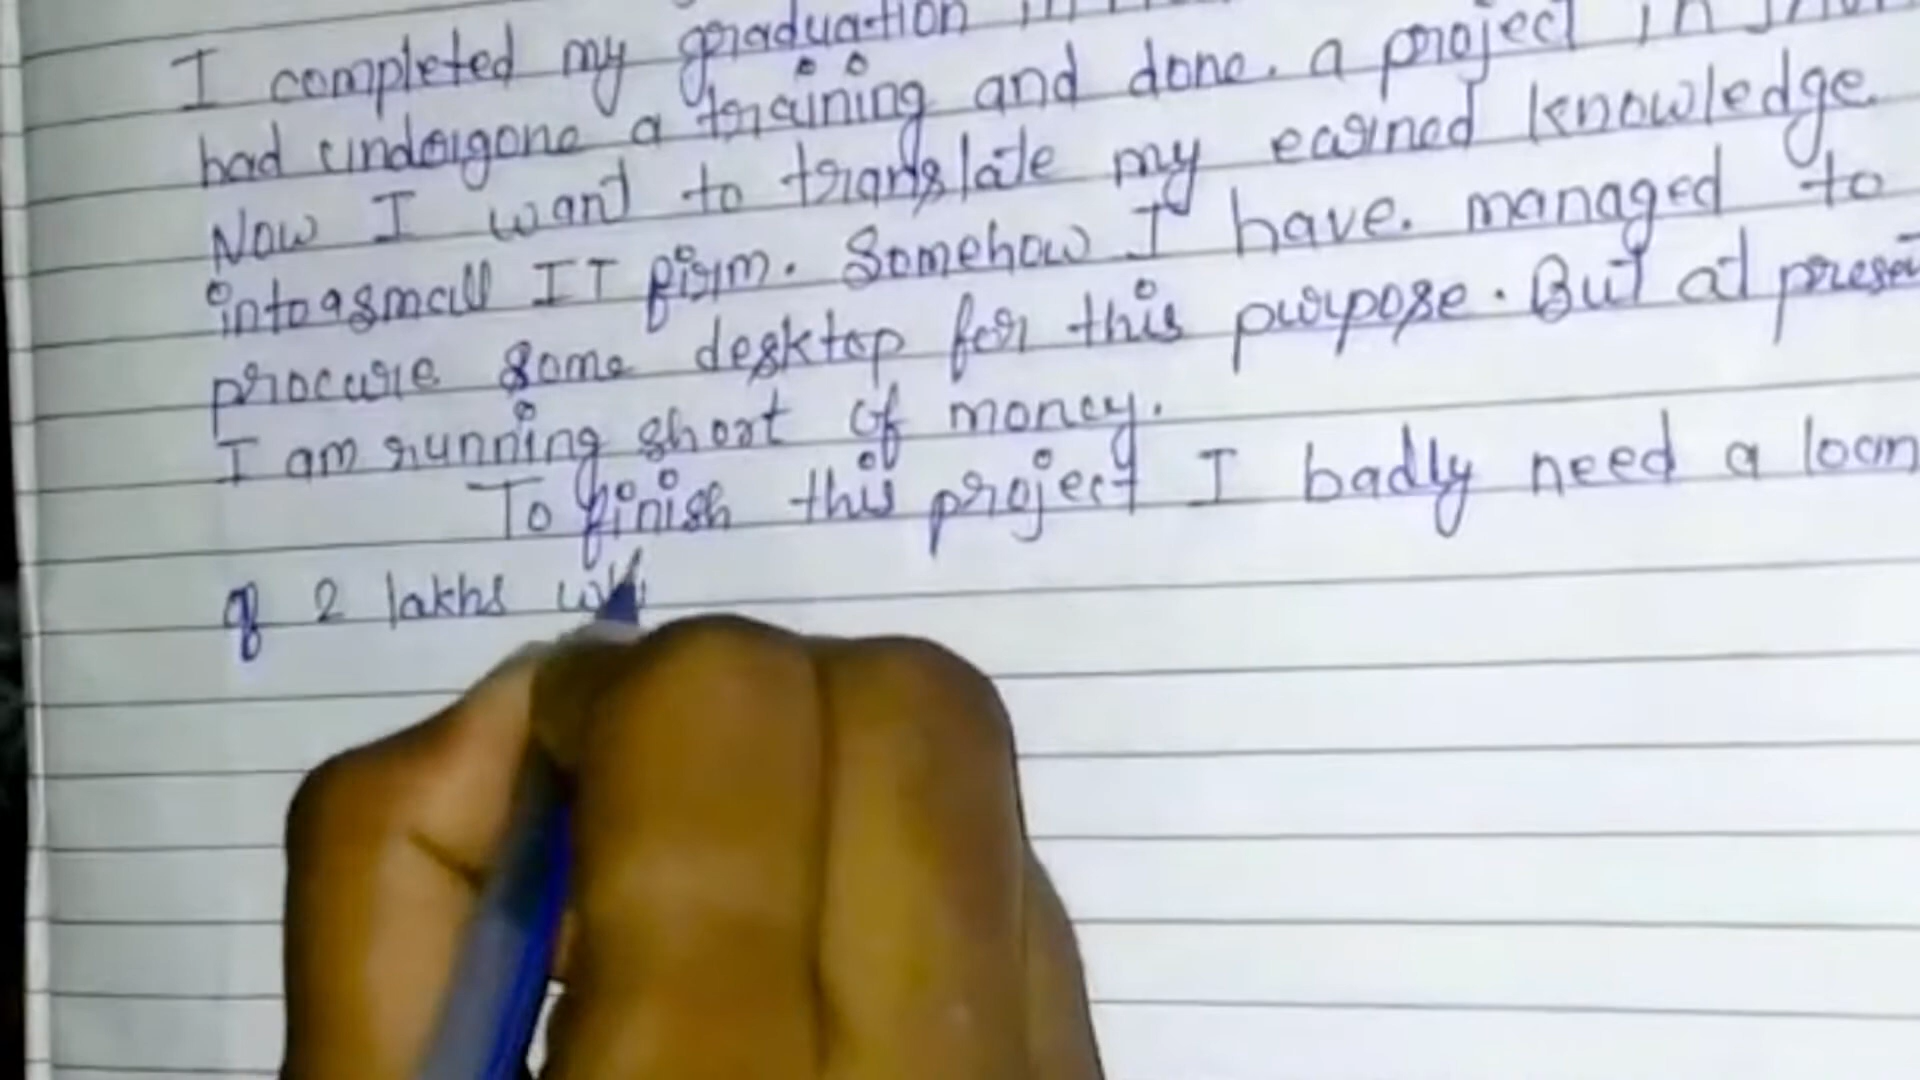 I completed my graduation in
had undergone a training and done. a project in
Now I want to translate my earned knowledge
into a small IT firm. Somehow I have. managed to
procure some desktop for this purpose. But at
I am running short of money.
To finish this project I badly need a loan
of 2 lakhs